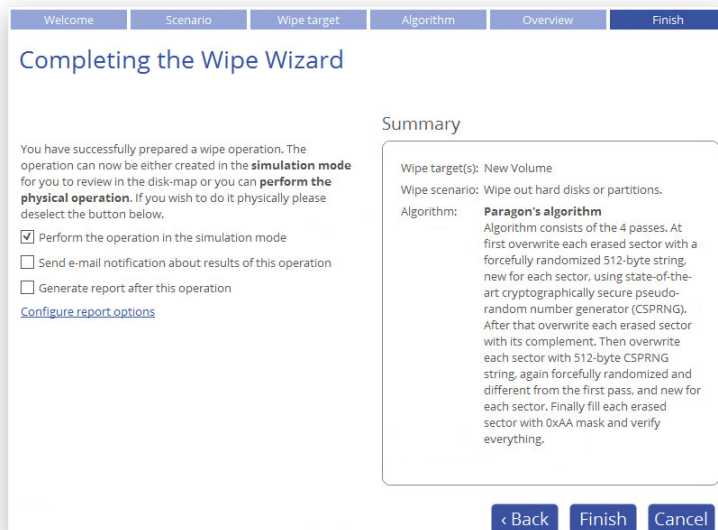 Welcome
Scenario
Wipe target
Algorithm
Overview
Finish
Completing the Wipe Wizard
You have successfully prepared a wipe operation. The
operation can now be either created in the simulation mode
for you to review in the disk-map or you can perform the
physical operation. If you wish to do it physically please
deselect the button below.
Perform the operation in the simulation mode
Send e-mail notification about results of this operation
Generate report after this operation
Configure report options
Summary
Wipe target(s): New Volume
Wipe scenario: Wipe out hard disks or partitions.
Algorithm: Paragon's algorithm
Algorithm consists of the 4 passes. At
first overwrite each erased sector with a
forcefully randomized 512-byte string,
new for each sector, using state-of-the-
art cryptographically secure pseudo-
random number generator (CSPRNG).
After that overwrite each erased sector
with its complement. Then overwrite
each sector with 512-byte CSPRNG
string, again forcefully randomized and
different from the first pass, and new for
each sector. Finally fill each erased
sector with 0xAA mask and verify
everything.
‹ Back
Finish
Cancel